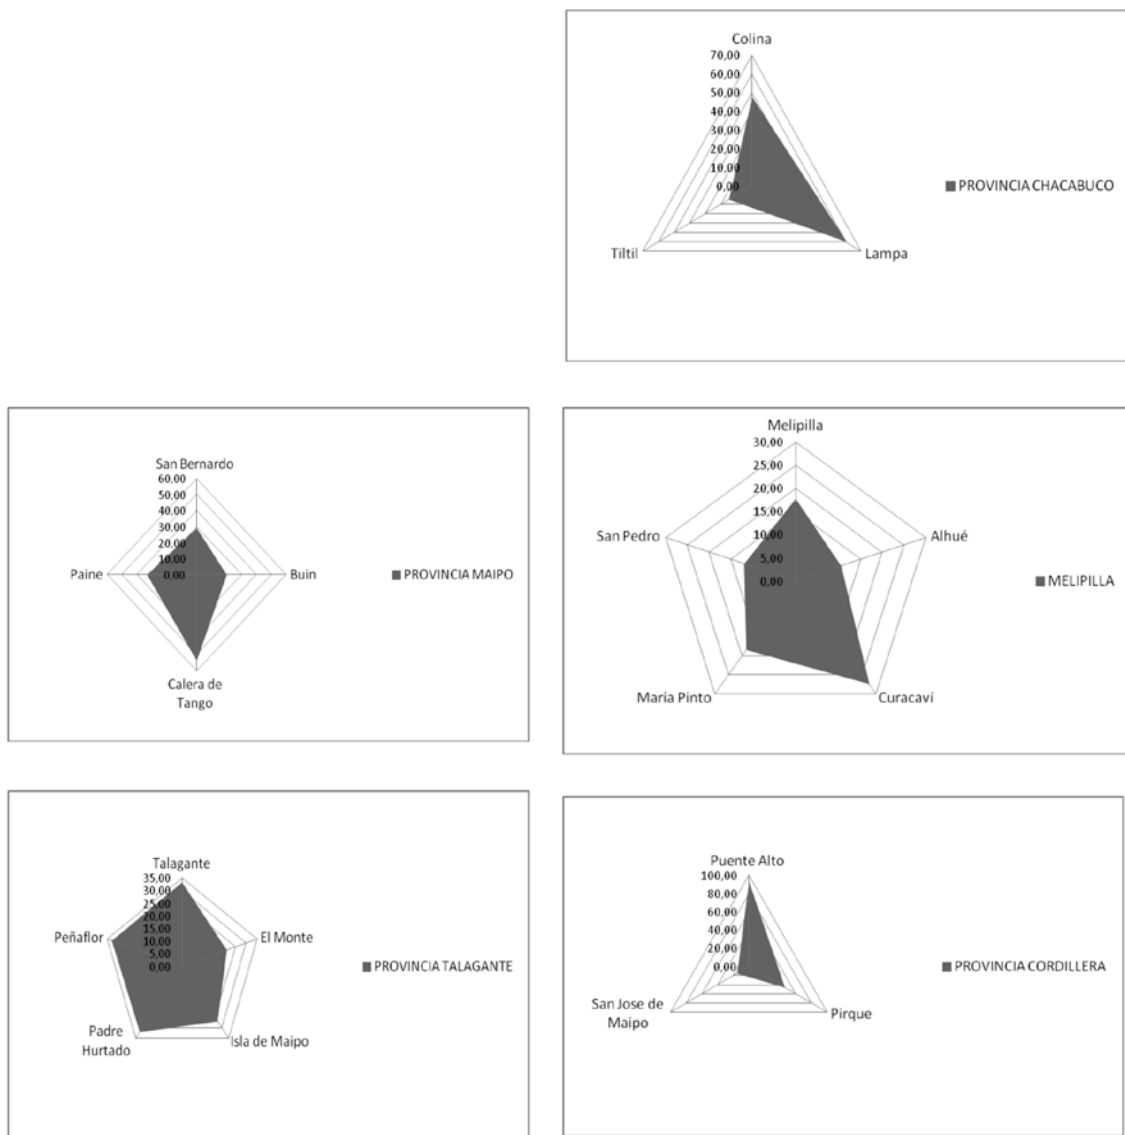 Colina
70,00
60,00
50,00
40,00
30,00
20,00
10,00
0,00
PROVINCIA CHACABUCO
Tiltil
Lampa
San Bernardo
60,00
50,00
40,00
30,00
20,00
10,00
0,00
Paine
Buin
PROVINCIA MAIPO
Calera de
Tango
Melipilla
30,00
25,00
20,00
15,00
10,00
5,00
0,00
San Pedro
Alhué
MELIPILLA
María Pinto
Curacaví
Talagante
35,00
30,00
25,00
20,00
15,00
10,00
5,00
0,00
Peñaflor
El Monte
PROVINCIA TALAGANTE
Padre
Hurtado
Isla de Maipo
Puente Alto
100,00
80,00
60,00
40,00
20,00
0,00
PROVINCIA CORDILLERA
San Jose de
Maipo
Pirque